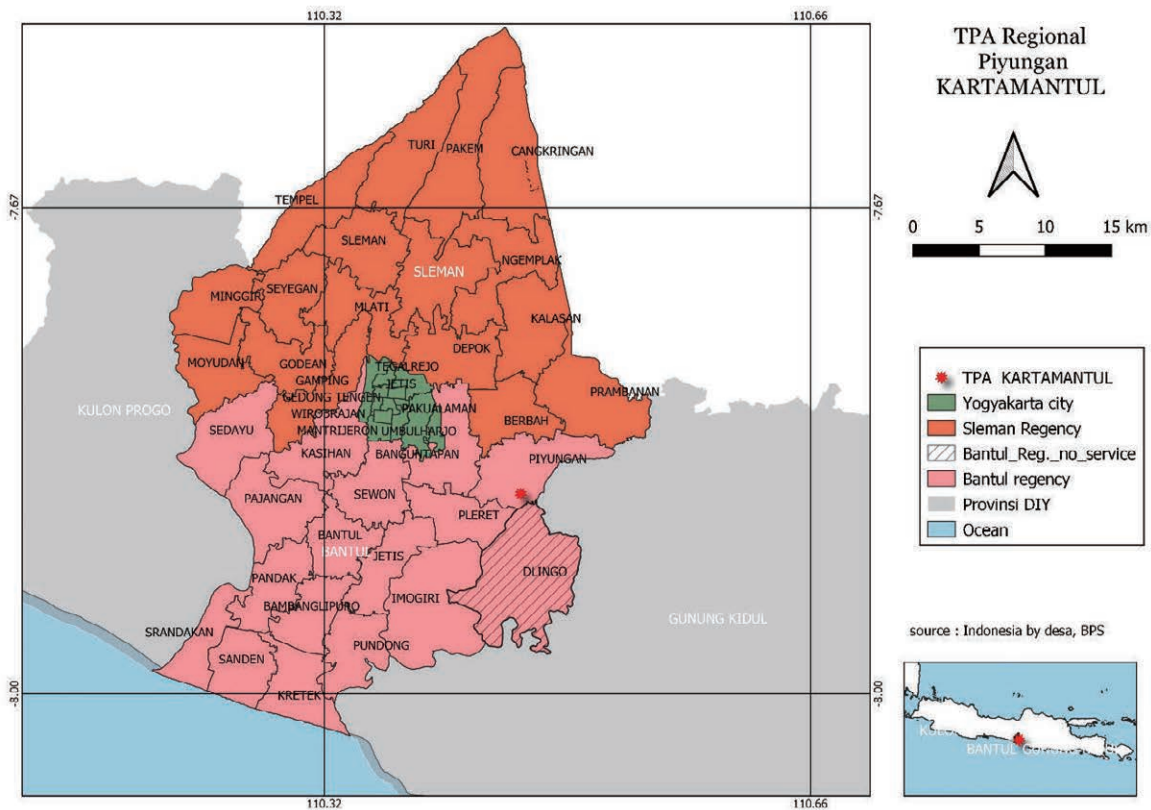 110.32
110.66
TPA Regional
Piyungan
KARTAMANTUL
0 5 10 15 km
-7.67
-7.67
TURI
PAKEM
CANGKRINGAN
TEMPEL
SLEMAN
NGEMPLAK
SLEMAN
MINGGIR
SEYEGAN
MLATI
KALASAN
MOYUDAN
GODEAN
DEPOK
TEGALREJO
GAMPING
JETIS
GEDONG TENGEN
PRAMBANAN
KULON PROGO
WIROBRAJAN
PAKUALAMAN
BERBAH
SEDAYU
MANTRIJERON
UMBULHARJO
KASIHAN
BANGUNTAPAN
PIYUNGAN
PAJANGAN
SEWON
PLERET
BANTUL
BANTUL
JETIS
DLINGO
PANDAK
BAMBANGLIPURO
IMOGIRI
GUNUNG KIDUL
SRANDAKAN
PUNDONG
SANDEN
KRETEK
-8.00
-8.00
110.32
110.66
TPA KARTAMANTUL
Yogyakarta city
Sleman Regency
Bantul_Reg._no_service
Bantul regency
Provinsi DIY
Ocean
source : Indonesia by desa, BPS
BANTUL